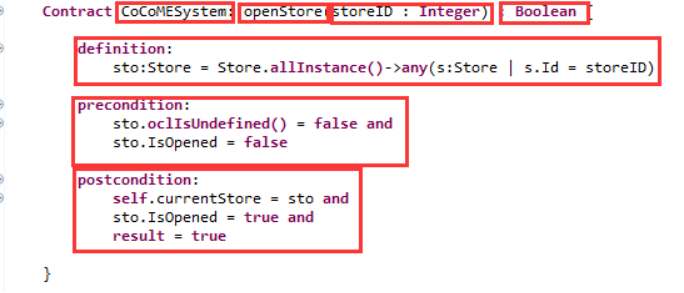 Contract CoCoMESystem: openStore(storeID : Integer) : Boolean {
definition:
sto:Store = Store.allInstance()->any(s:Store | s.Id = storeID)
precondition:
sto.oclIsUndefined() = false and
sto.IsOpened = false
postcondition:
self.currentStore = sto and
sto.IsOpened = true and
result = true
}